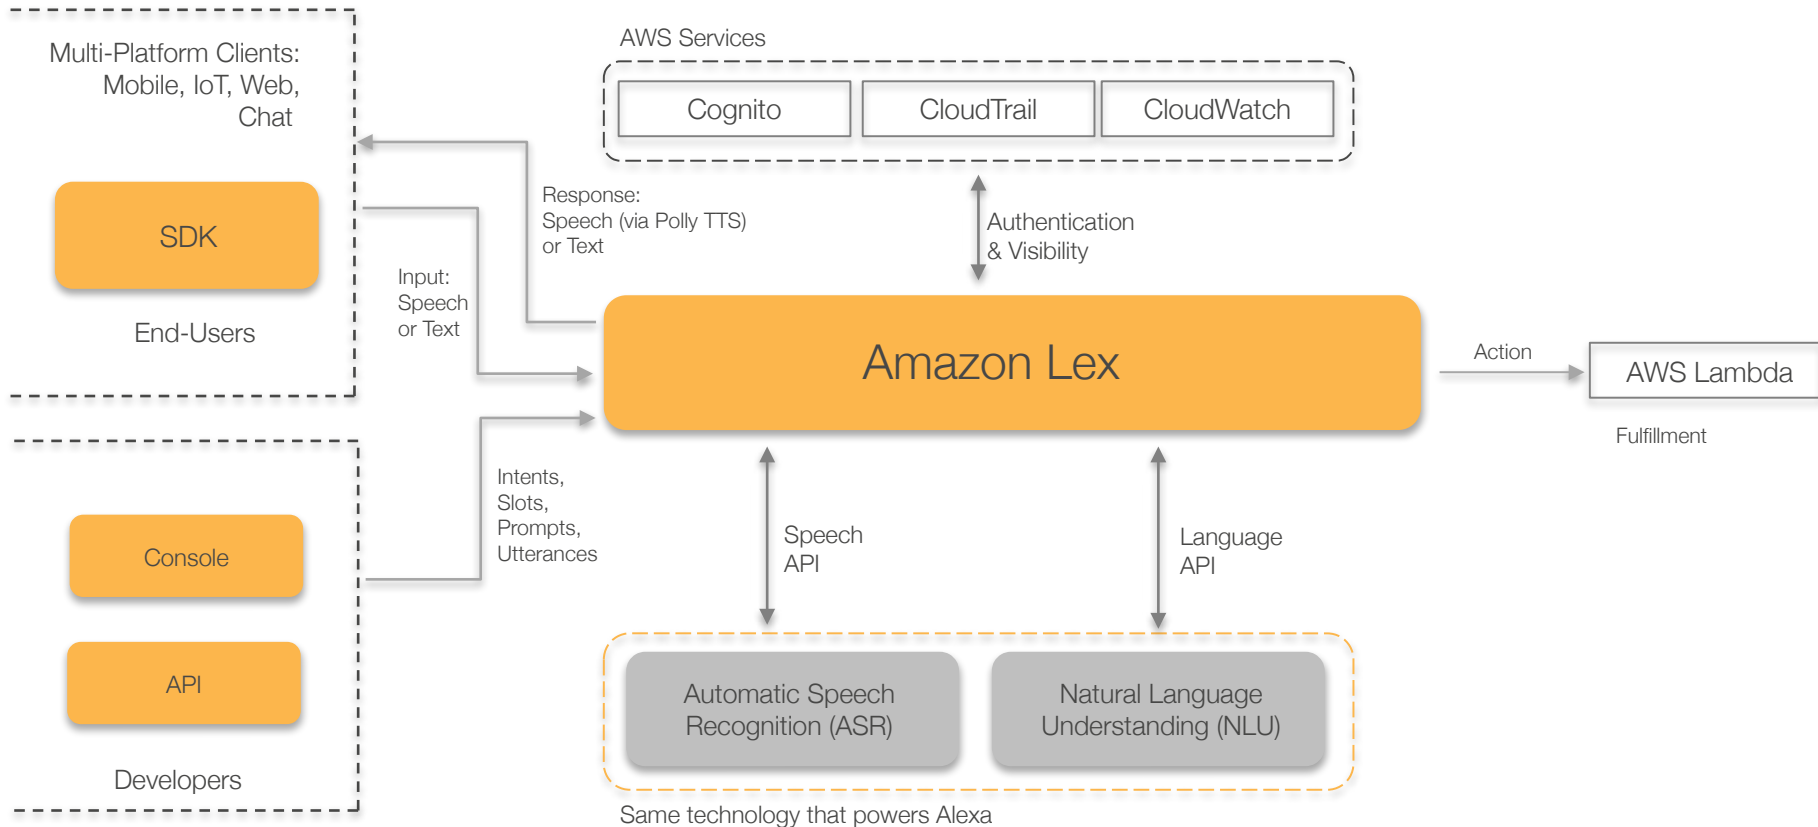 Multi-Platform Clients:
Mobile, IoT, Web,
Chat
SDK
End-Users
Response:
Speech (via Polly TTS)
or Text
Input:
Speech
or Text
AWS Services
Cognito
CloudTrail
CloudWatch
Authentication
& Visibility
Amazon Lex
Action
AWS Lambda
Fulfillment
Console
API
Developers
Intents,
Slots,
Prompts,
Utterances
Speech
API
Language
API
Automatic Speech
Recognition (ASR)
Natural Language
Understanding (NLU)
Same technology that powers Alexa